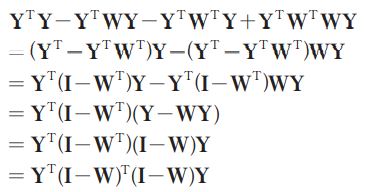 YᵀY−YᵀWY−YᵀWᵀY+YᵀWᵀWY
=(Yᵀ−YᵀWᵀ)Y−(Yᵀ−YᵀWᵀ)WY
=Yᵀ(I−Wᵀ)Y−Yᵀ(I−Wᵀ)WY
=Yᵀ(I−Wᵀ)(Y−WY)
=Yᵀ(I−Wᵀ)(I−W)Y
=Yᵀ(I−W)ᵀ(I−W)Y